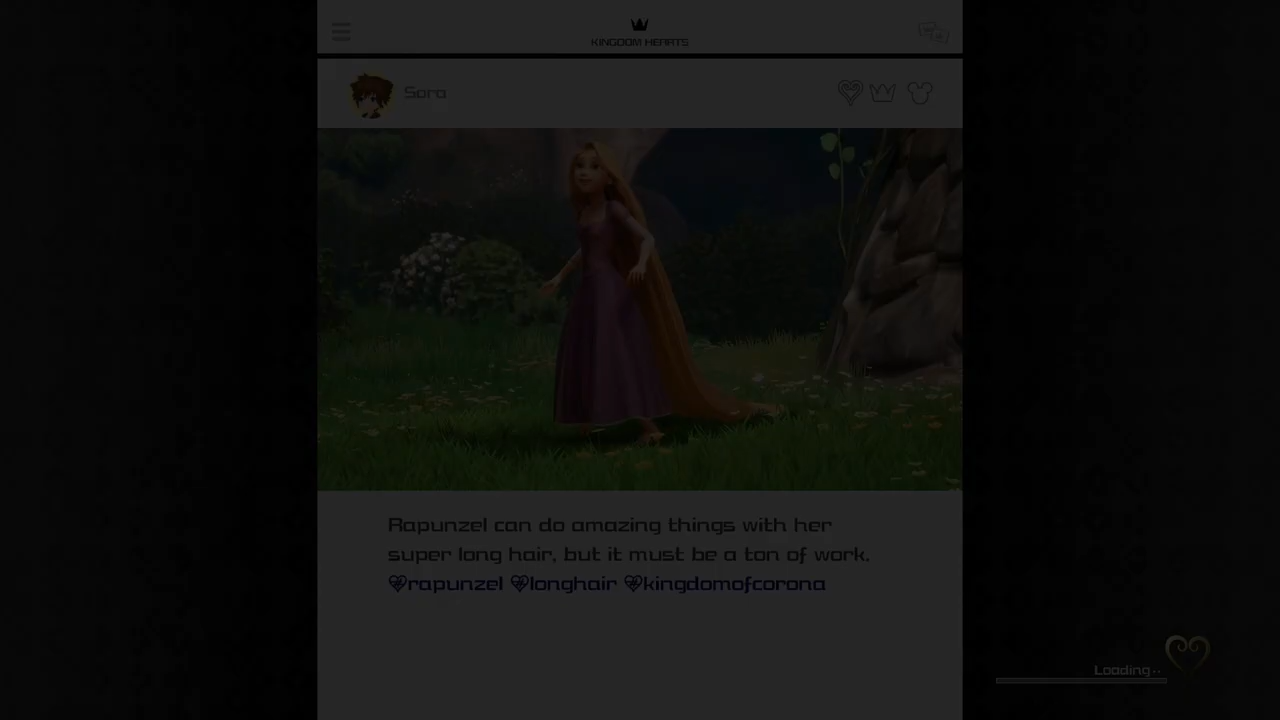 KINGDOM HEARTS
Sora
Rapunzel can do amazing things with her
super long hair, but it must be a ton of work.
rapunzel longhair kingdomofcorona
Loading..